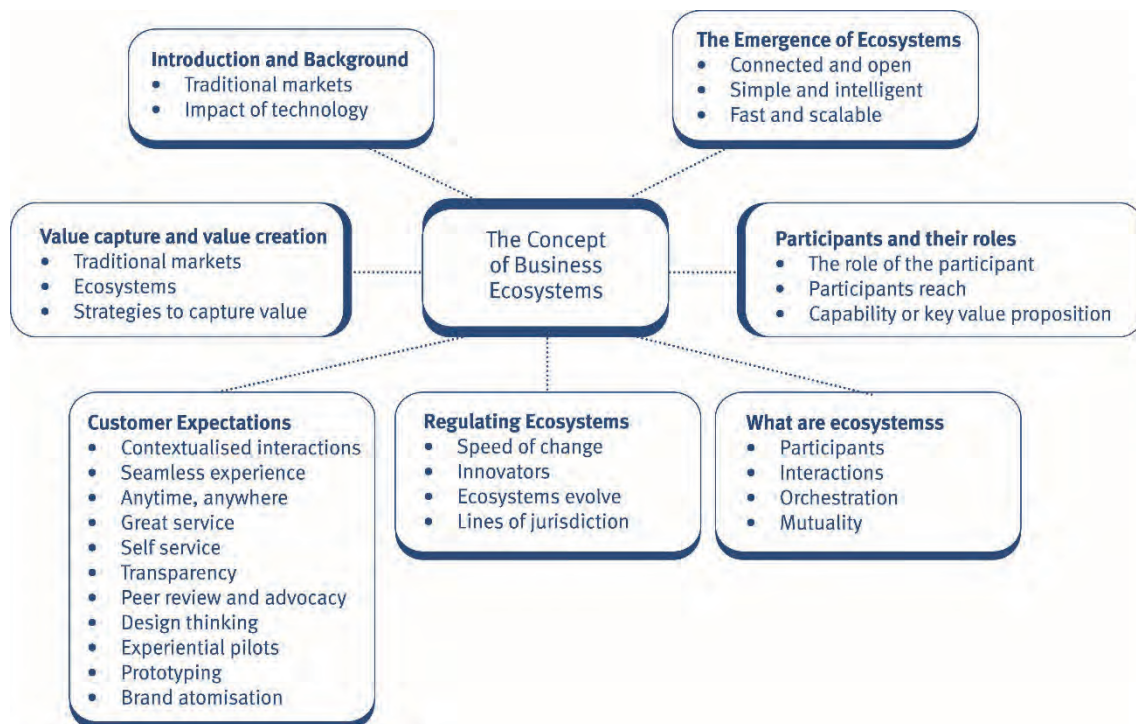 Introduction and Background
• Traditional markets
• Impact of technology
The Emergence of Ecosystems
• Connected and open
• Simple and intelligent
• Fast and scalable
Value capture and value creation
• Traditional markets
• Ecosystems
• Strategies to capture value
The Concept
of Business
Ecosystems
Participants and their roles
• The role of the participant
• Participants reach
• Capability or key value proposition
Customer Expectations
• Contextualised interactions
• Seamless experience
• Anytime, anywhere
• Great service
• Self service
• Transparency
• Peer review and advocacy
• Design thinking
• Experiential pilots
• Prototyping
• Brand atomisation
Regulating Ecosystems
• Speed of change
• Innovators
• Ecosystems evolve
• Lines of jurisdiction
What are ecosystemss
• Participants
• Interactions
• Orchestration
• Mutuality